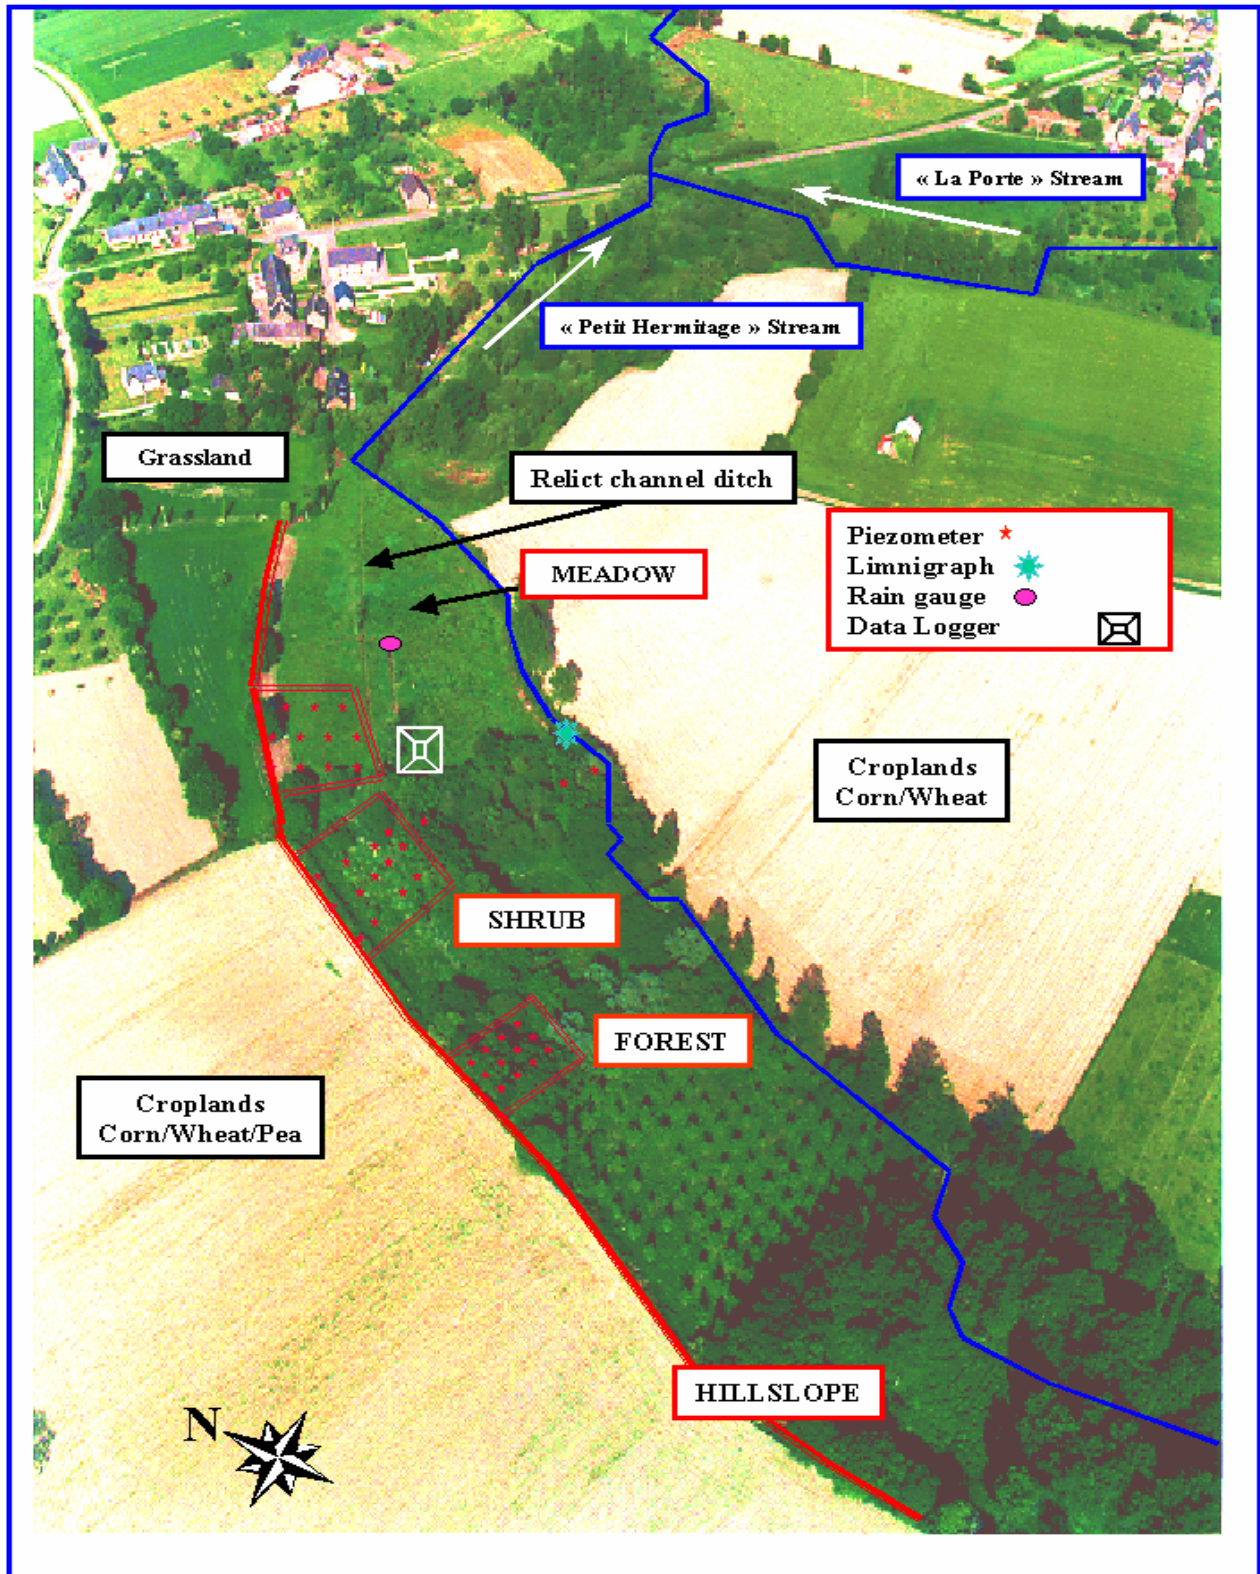 « La Porte » Stream
« Petit Hermitage » Stream
Grassland
Relict channel ditch
MEADOW
Piezometer
Limnigraph
Rain gauge
Data Logger
Croplands
Corn/Wheat
SHRUB
FOREST
Croplands
Corn/Wheat/Pea
HILLSLOPE
N